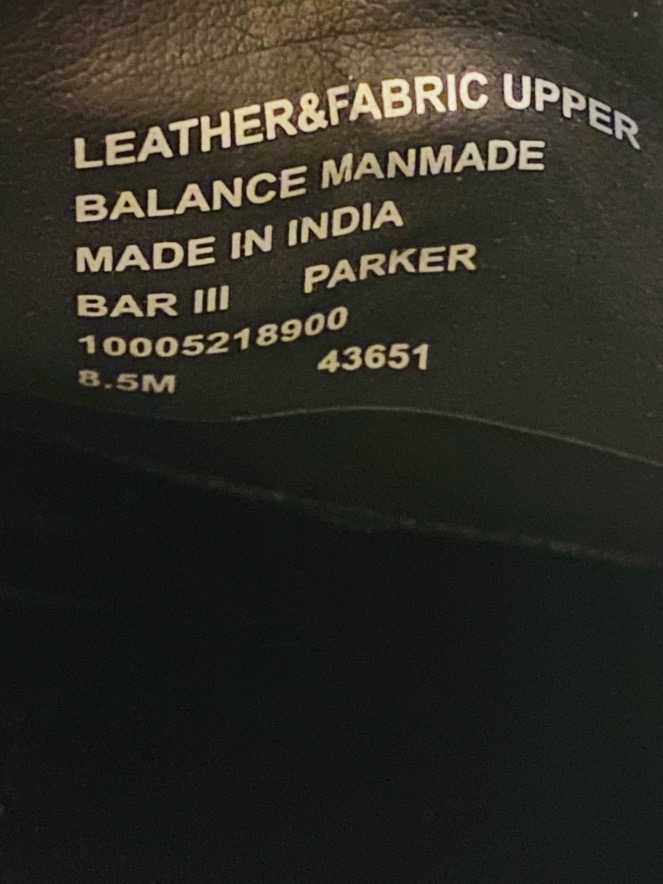 LEATHER&FABRIC UPPER
BALANCE MANMADE
MADE IN INDIA
BAR III PARKER
10005218900
8.5M 43651